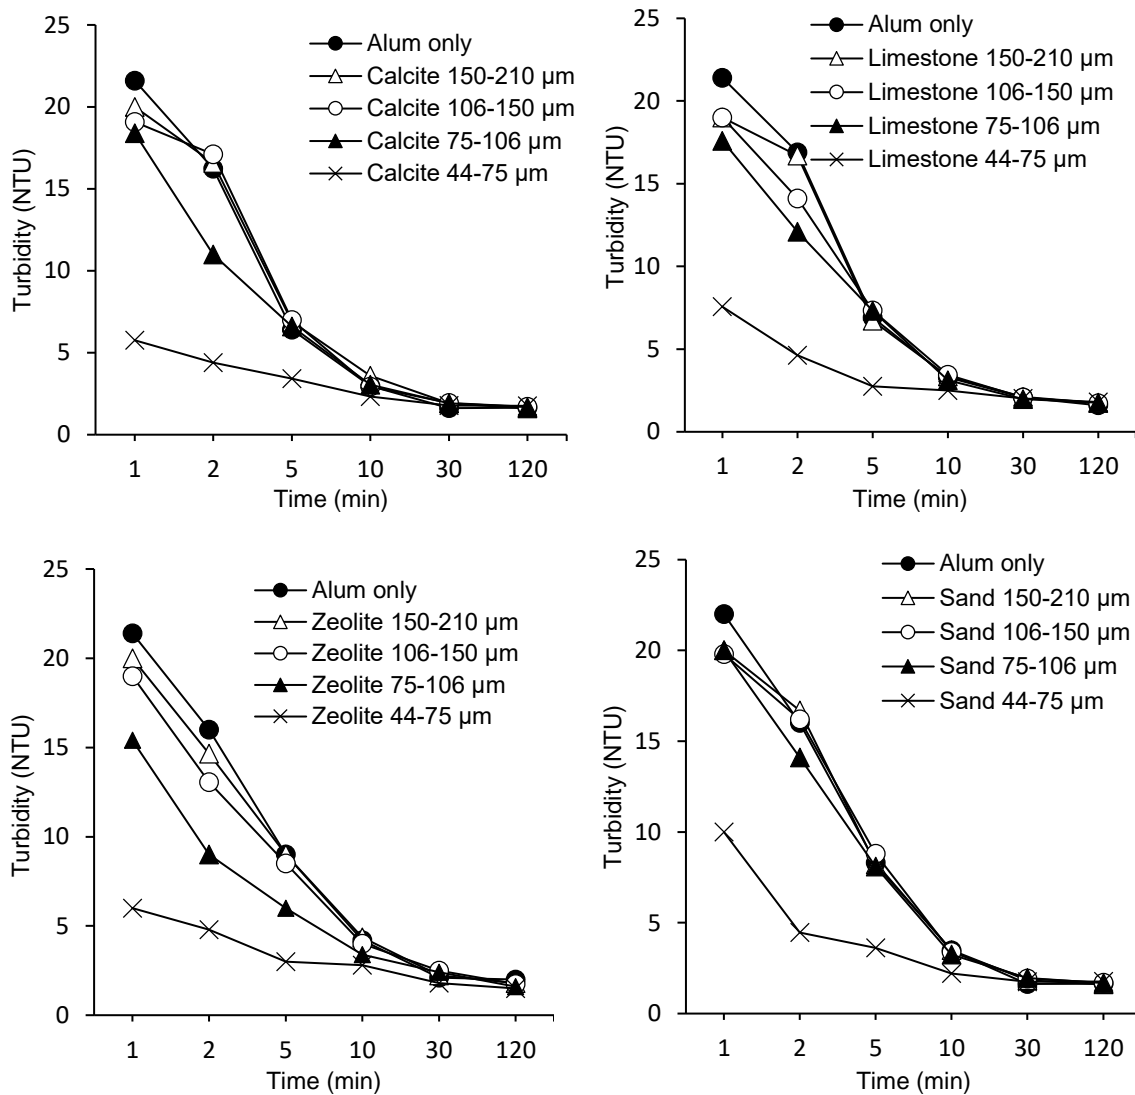 25
20
15
10
5
0
Turbidity (NTU)
Alum only
Calcite 150-210 µm
Calcite 106-150 µm
Calcite 75-106 µm
Calcite 44-75 µm
1 2 5 10 30 120
Time (min)
25
20
15
10
5
0
Turbidity (NTU)
Alum only
Limestone 150-210 µm
Limestone 106-150 µm
Limestone 75-106 µm
Limestone 44-75 µm
1 2 5 10 30 120
Time (min)
25
20
15
10
5
0
Turbidity (NTU)
Alum only
Zeolite 150-210 µm
Zeolite 106-150 µm
Zeolite 75-106 µm
Zeolite 44-75 µm
1 2 5 10 30 120
Time (min)
25
20
15
10
5
0
Turbidity (NTU)
Alum only
Sand 150-210 µm
Sand 106-150 µm
Sand 75-106 µm
Sand 44-75 µm
1 2 5 10 30 120
Time (min)